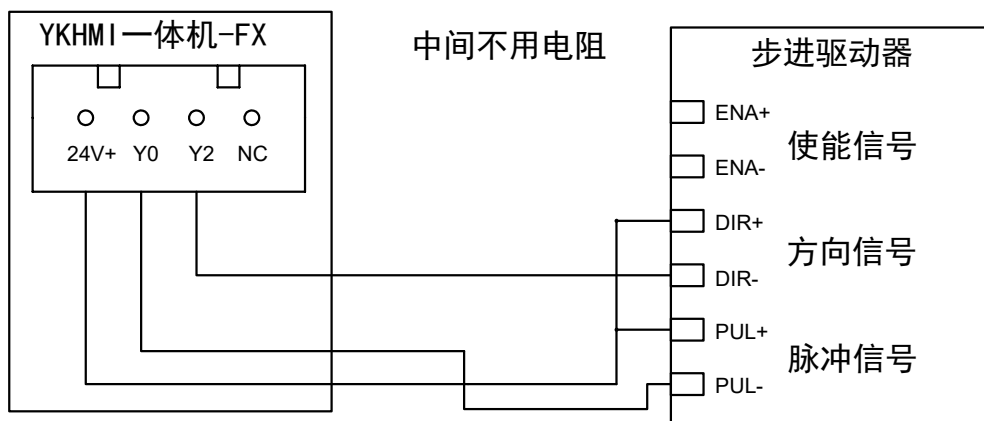 YKHMI一体机-FX
24V+ Y0 Y2 NC
中间不用电阻
步进驱动器
ENA+
使能信号
ENA-
DIR+
方向信号
DIR-
PUL+
脉冲信号
PUL-